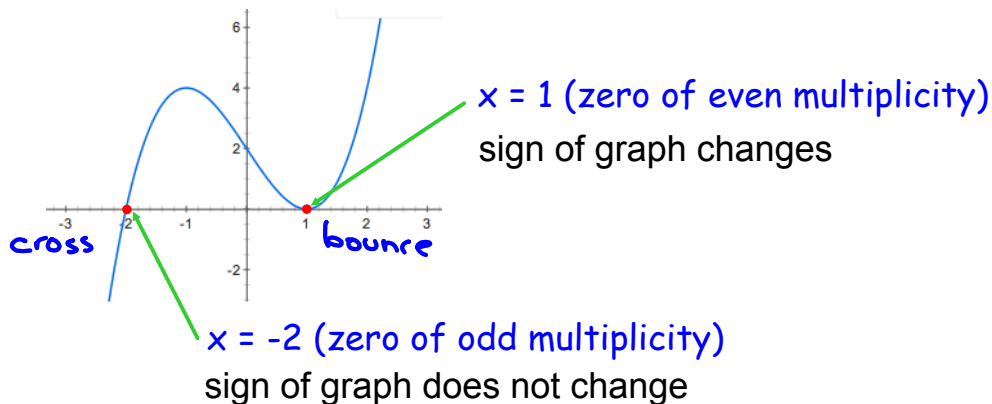 6
4
x = 1 (zero of even multiplicity)
sign of graph changes
2
-3 -2 -1 1 2 3
cross bounce
-2
x = -2 (zero of odd multiplicity)
sign of graph does not change